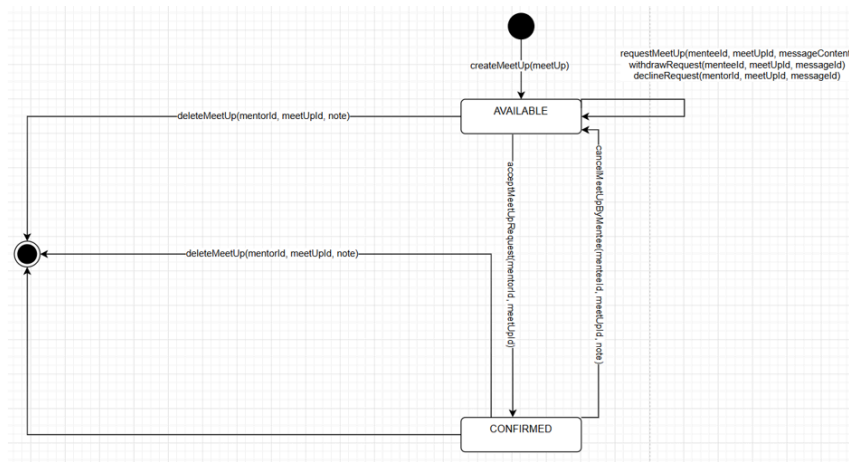 createMeetUp(meetUp)
requestMeetUp(menteeId, meetUpId, messageContent
withdrawRequest(menteeId, meetUpId, messageId)
declineRequest(mentorId, meetUpId, messageId)
AVAILABLE
deleteMeetUp(mentorId, meetUpId, note)
acceptMeetUpRequest(mentorId, meetUpId)
cancelMeetUpByMentee(menteeId, meetUpId, note)
deleteMeetUp(mentorId, meetUpId, note)
CONFIRMED